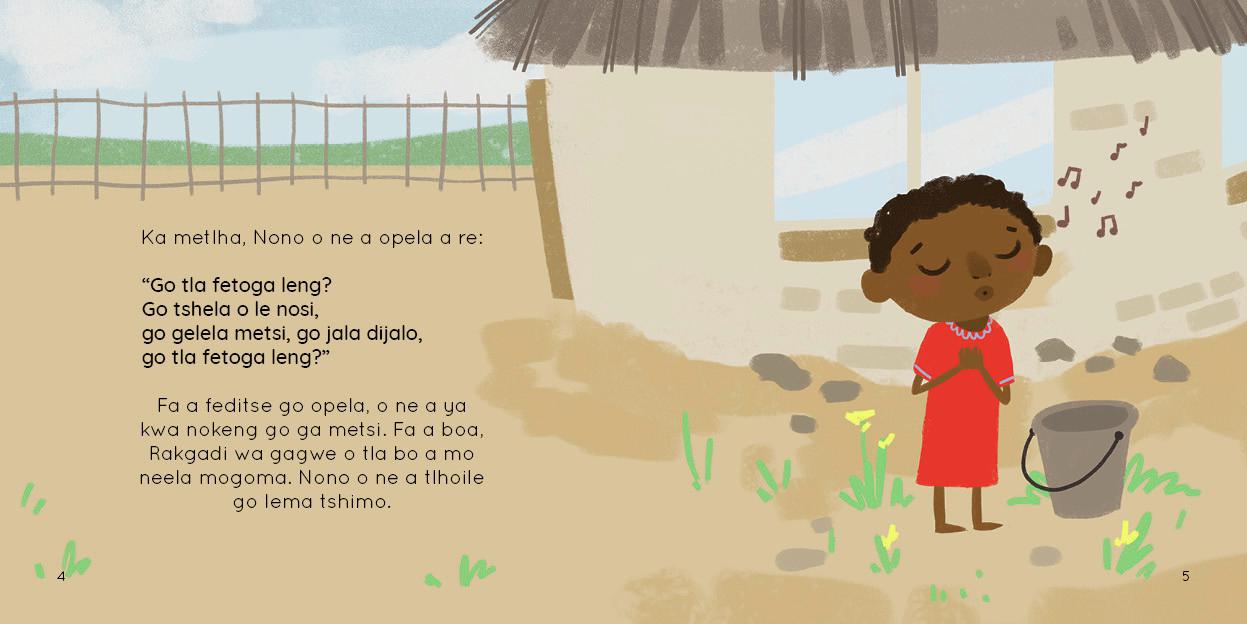 Ka metlha, Nono o ne a opela a re:
“Go tla fetoga leng?
Go tshela o le nosi,
go gelela metsi, go jala dijalo,
go tla fetoga leng?”
Fa a feditse go opela, o ne a ya
kwa nokeng go ga metsi. Fa a boa,
Rakgadi wa gagwe o tla bo a mo
neela mogoma. Nono o ne a tlhoile
go lema tshimo.
4
5